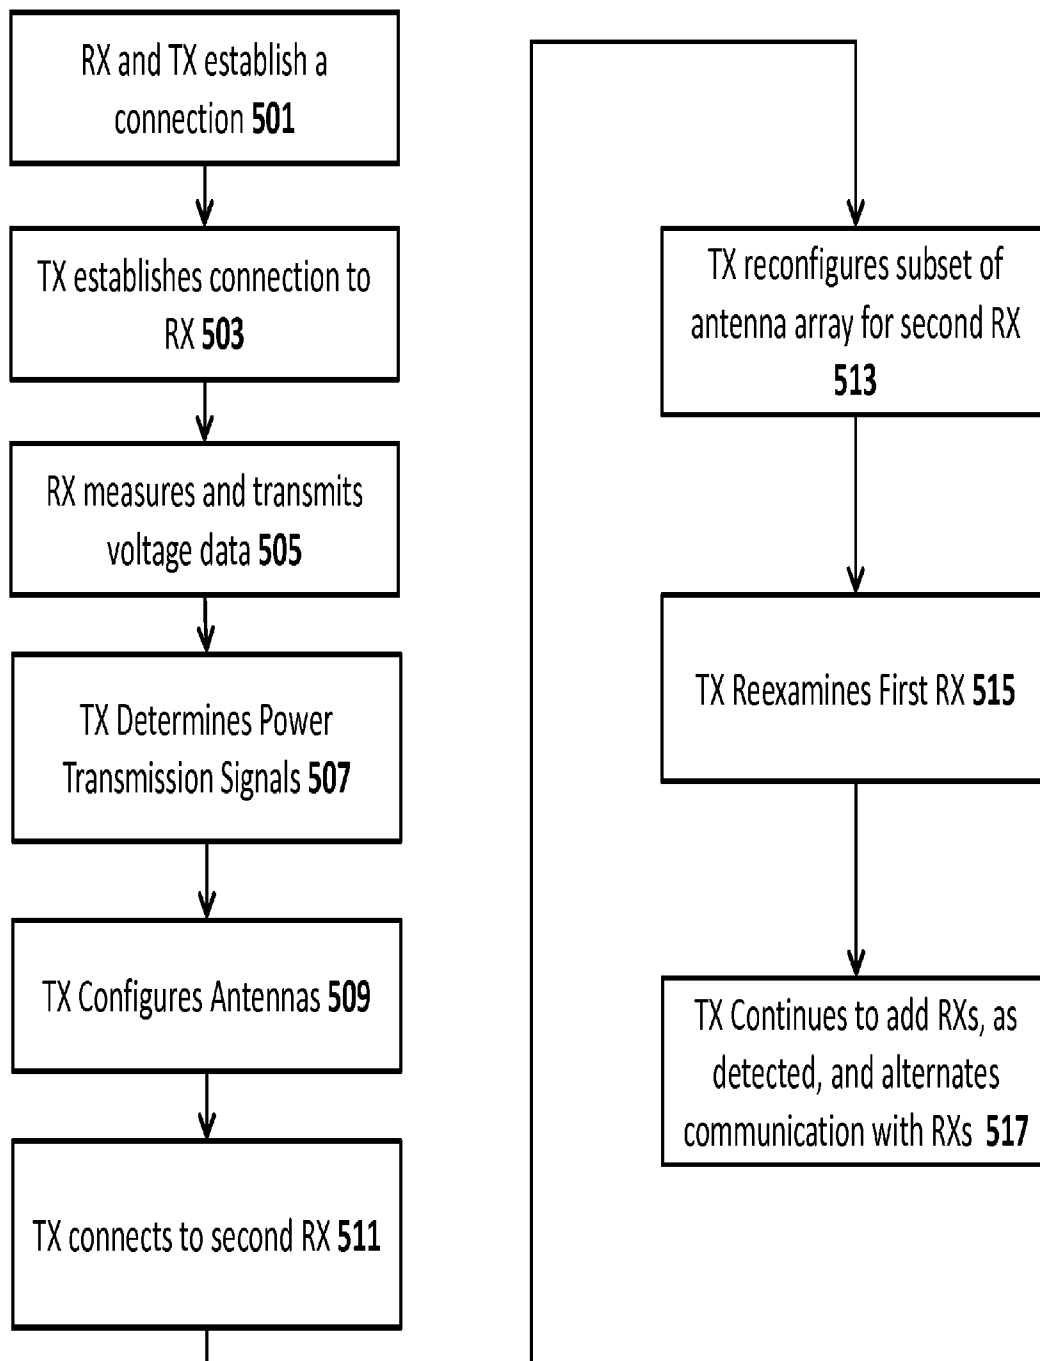 RX and TX establish a
connection 501
TX establishes connection to
RX 503
RX measures and transmits
voltage data 505
TX Determines Power
Transmission Signals 507
TX Configures Antennas 509
TX connects to second RX 511
TX reconfigures subset of
antenna array for second RX
513
TX Reexamines First RX 515
TX Continues to add RXs, as
detected, and alternates
communication with RXs 517